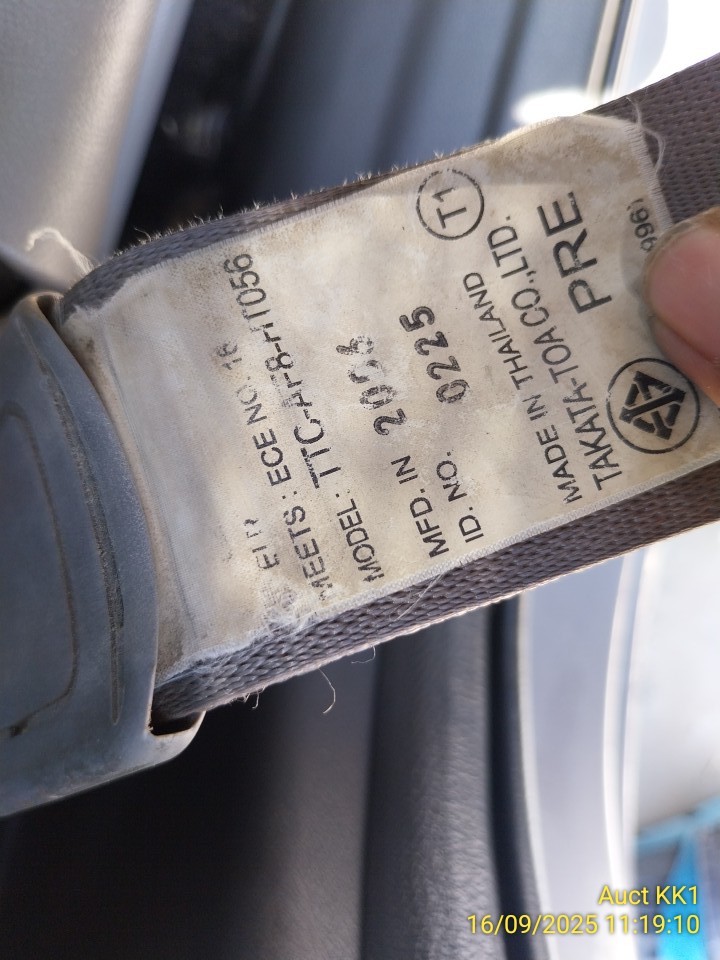 T1
PRE
TAKATA-TOA CO.,LTD.
MADE IN THAILAND
ID. NO. 0225
MFD. IN
MODEL:
MEETS: ECE NO. 16
Auct KK1
16/09/2025 11:19:10